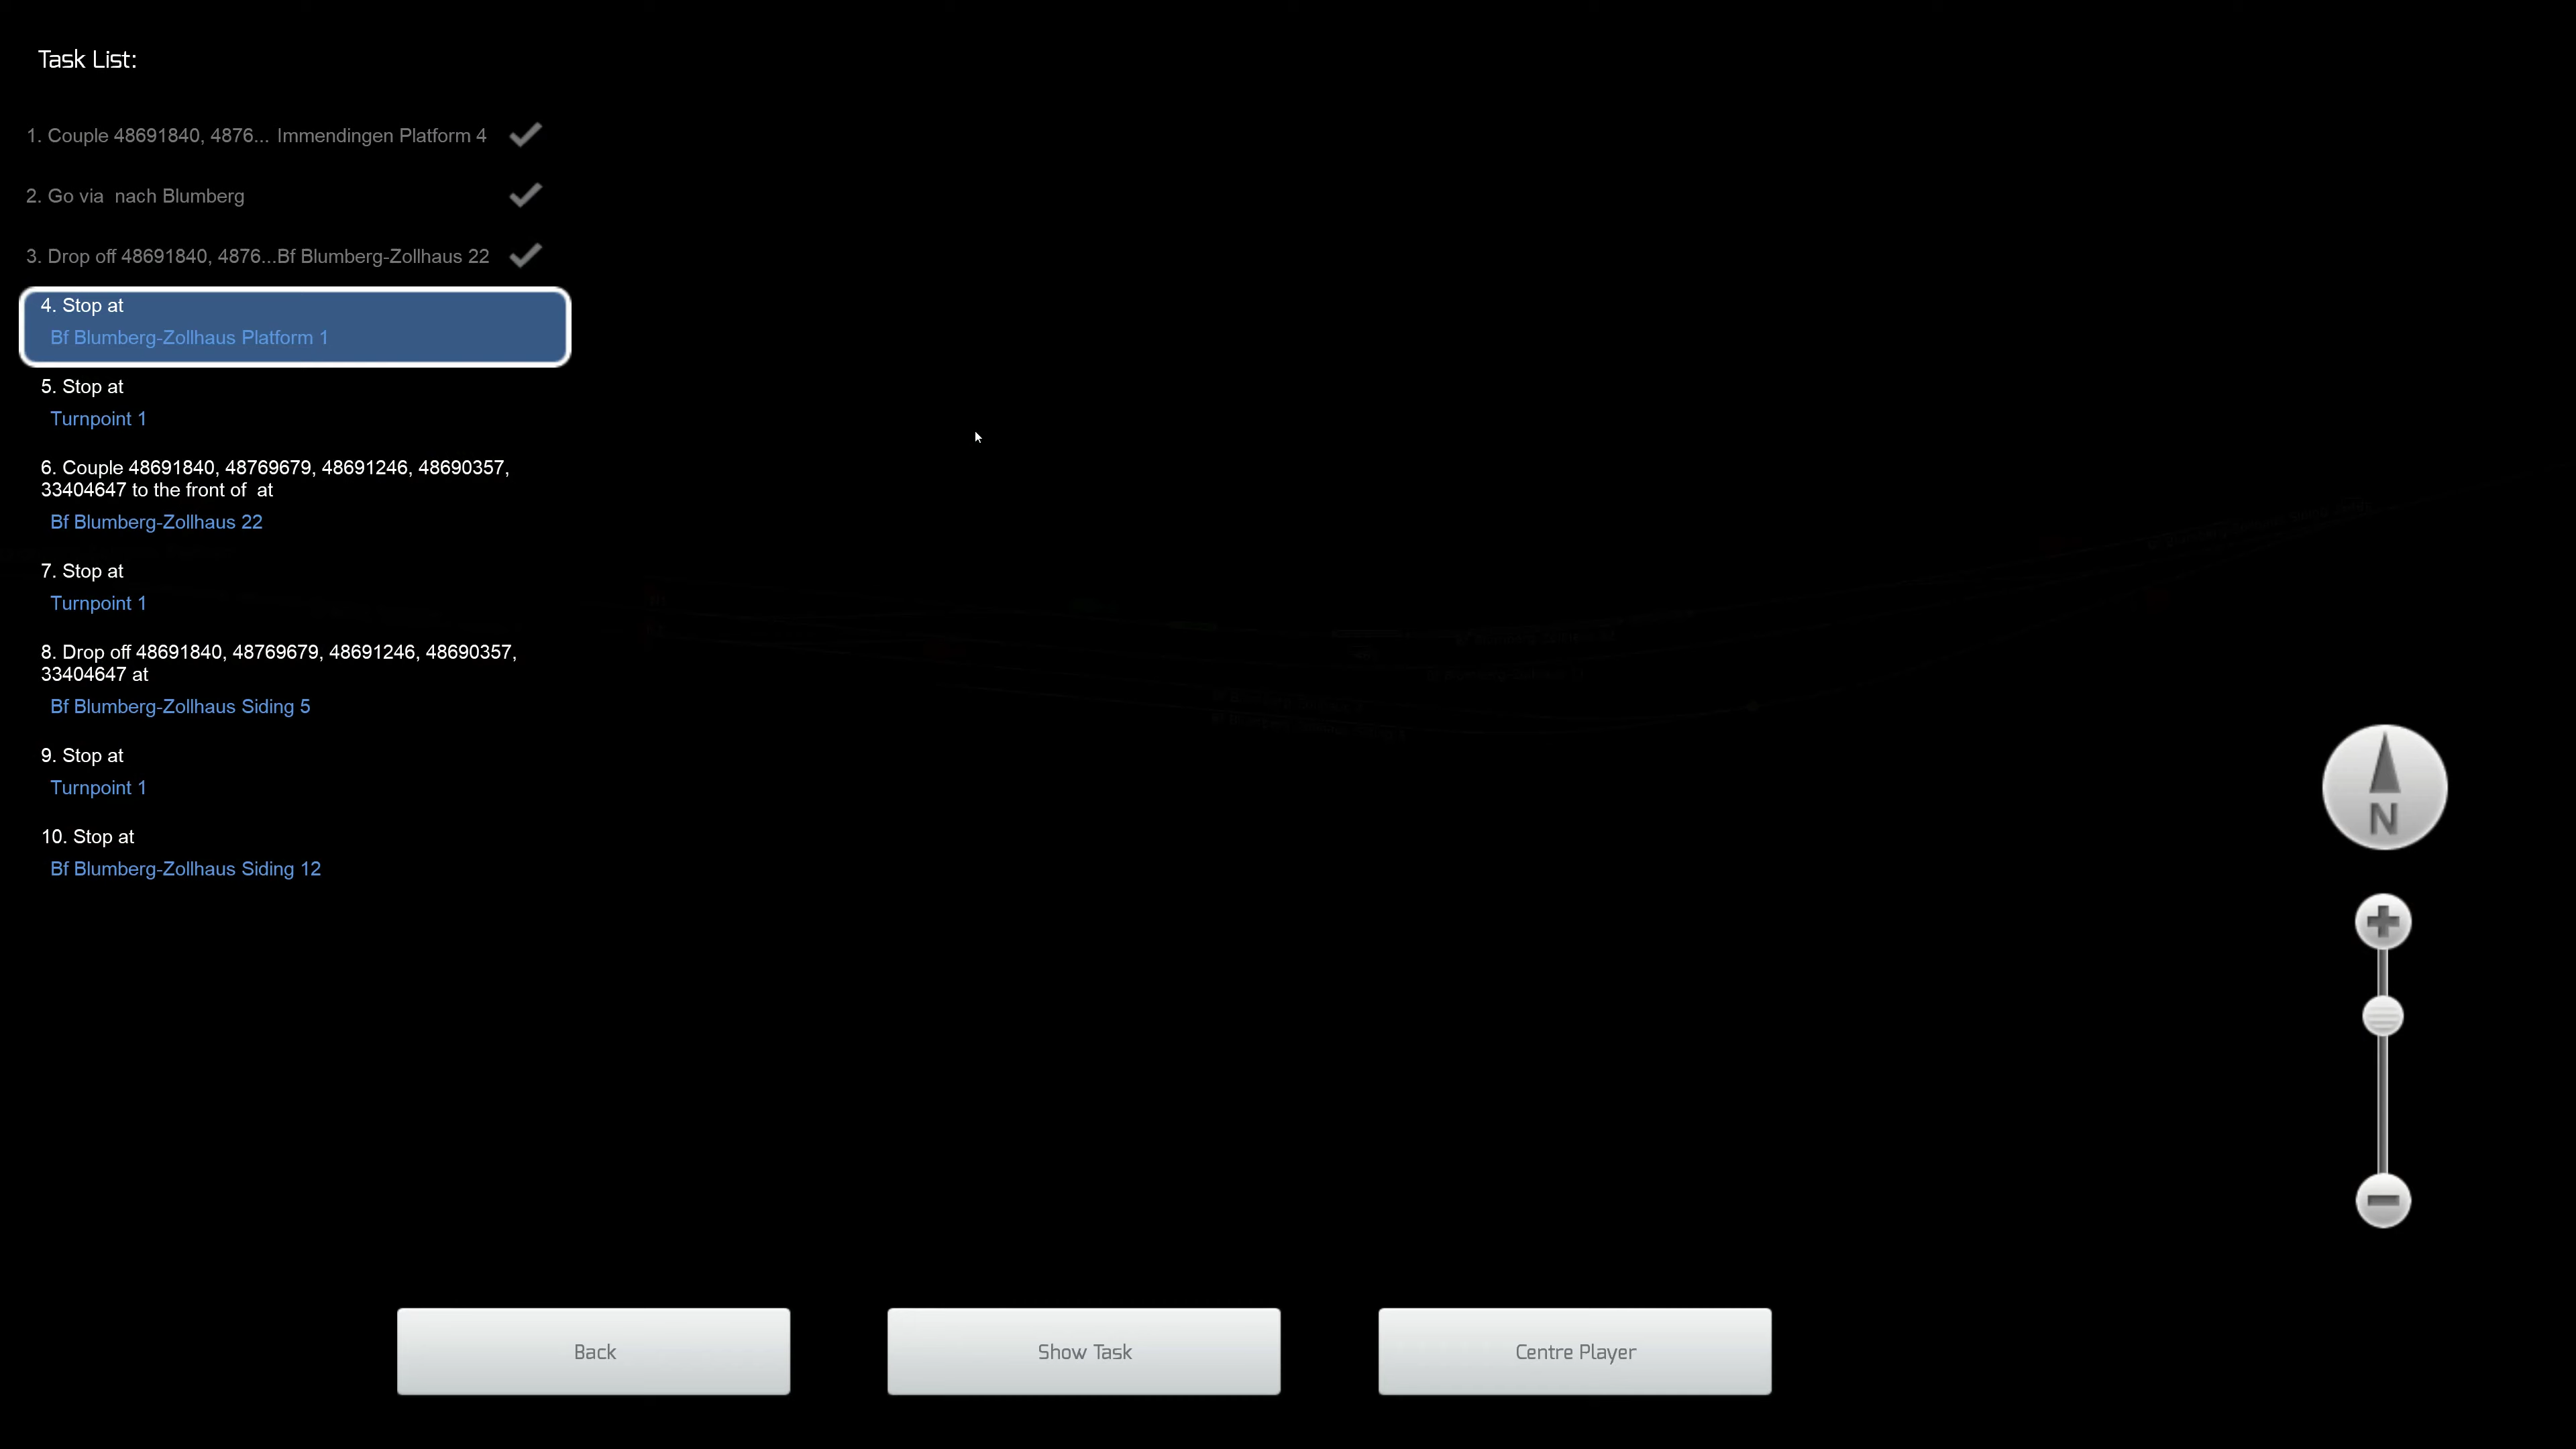 Task List:
1. Couple 48691840, 4876... Immendingen Platform 4
2. Go via  nach Blumberg
3. Drop off 48691840, 4876...Bf Blumberg-Zollhaus 22
4. Stop at
Bf Blumberg-Zollhaus Platform 1
5. Stop at
Turnpoint 1
6. Couple 48691840, 48769679, 48691246, 48690357,
33404647 to the front of  at
Bf Blumberg-Zollhaus 22
7. Stop at
Turnpoint 1
8. Drop off 48691840, 48769679, 48691246, 48690357,
33404647 at
Bf Blumberg-Zollhaus Siding 5
9. Stop at
Turnpoint 1
10. Stop at
Bf Blumberg-Zollhaus Siding 12
N
Back
Show Task
Centre Player